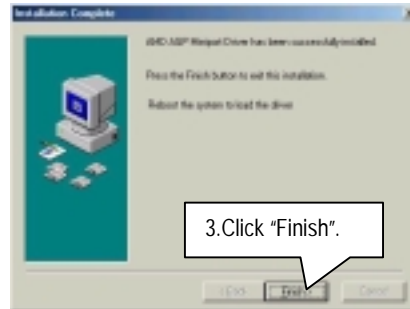 Installation Complete
AMD AGP Miniport Driver has been successfully installed.
Press the Finish button to exit this installation.
Reboot the system to load the driver
3.Click “Finish”.
< Back Finish Cancel